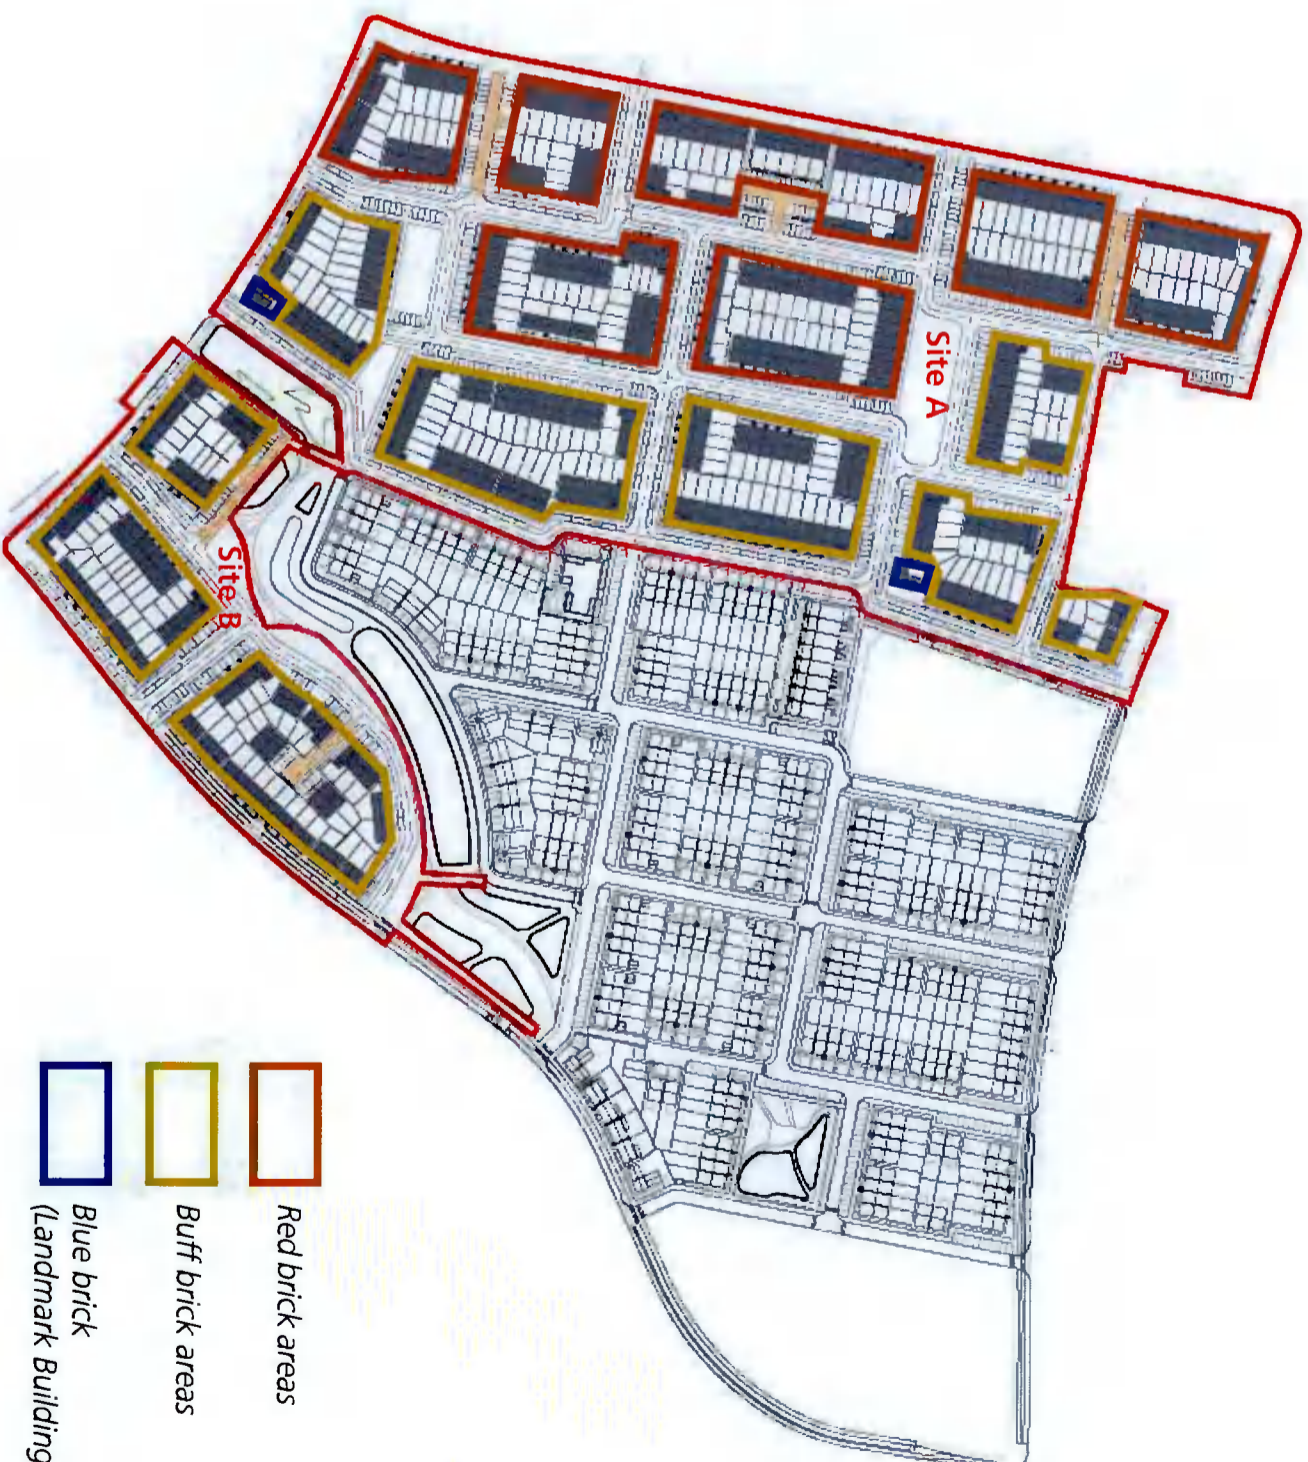 Site A
Site B
Red brick areas
Buff brick areas
Blue brick
(Landmark Building